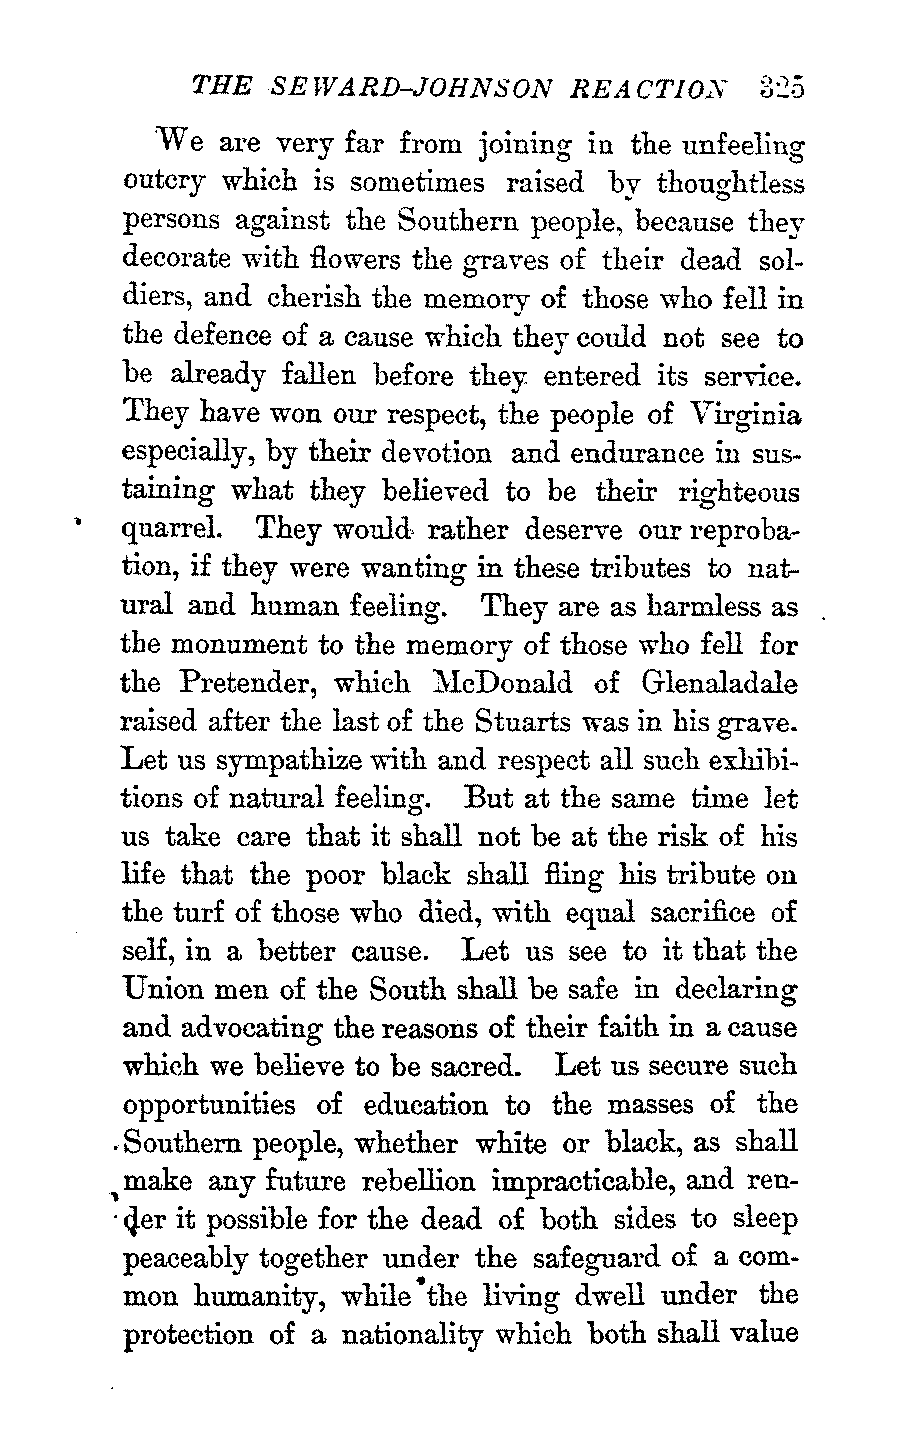 THE SEWARD-JOHNSON REACTION 325
We are very far from joining in the unfeeling
outcry which is sometimes raised by thoughtless
persons against the Southern people, because they
decorate with flowers the graves of their dead sol-
diers, and cherish the memory of those who fell in
the defence of a cause which they could not see to
be already fallen before they entered its service.
They have won our respect, the people of Virginia
especially, by their devotion and endurance in sus-
taining what they believed to be their righteous
quarrel. They would rather deserve our reproba-
tion, if they were wanting in these tributes to nat-
ural and human feeling. They are as harmless as
the monument to the memory of those who fell for
the Pretender, which McDonald of Glenaladale
raised after the last of the Stuarts was in his grave.
Let us sympathize with and respect all such exhibi-
tions of natural feeling. But at the same time let
us take care that it shall not be at the risk of his
life that the poor black shall fling his tribute on
the turf of those who died, with equal sacrifice of
self, in a better cause. Let us see to it that the
Union men of the South shall be safe in declaring
and advocating the reasons of their faith in a cause
which we believe to be sacred. Let us secure such
opportunities of education to the masses of the
Southern people, whether white or black, as shall
make any future rebellion impracticable, and ren-
der it possible for the dead of both sides to sleep
peaceably together under the safeguard of a com-
mon humanity, while the living dwell under the
protection of a nationality which both shall value